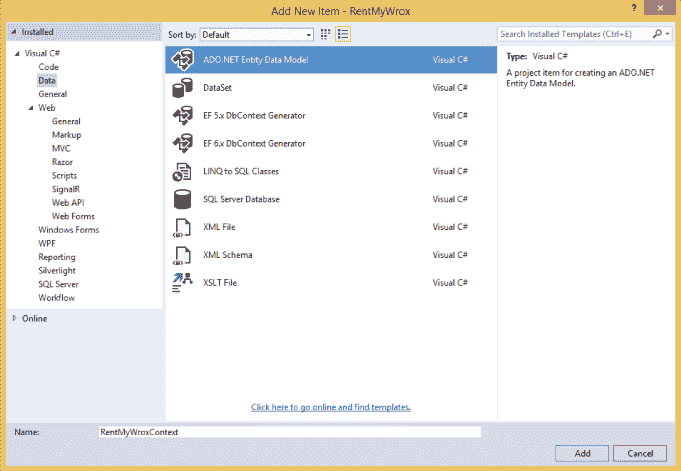 Add New Item - RentMyWrox
?
Installed
Sort by: Default
Search Installed Templates (Ctrl+E)
Visual C#
Code
Data
General
Web
General
Markup
MVC
Razor
Scripts
SignalR
Web API
Web Forms
Windows Forms
WPF
Reporting
Silverlight
SQL Server
Workflow
Online
ADO.NET Entity Data Model Visual C#
DataSet Visual C#
EF 5.x DbContext Generator Visual C#
EF 6.x DbContext Generator Visual C#
LINQ to SQL Classes Visual C#
SQL Server Database Visual C#
XML File Visual C#
XML Schema Visual C#
XSLT File Visual C#
Click here to go online and find templates.
Type: Visual C#
A project item for creating an ADO.NET
Entity Data Model.
Name: RentMyWroxContext
Add Cancel